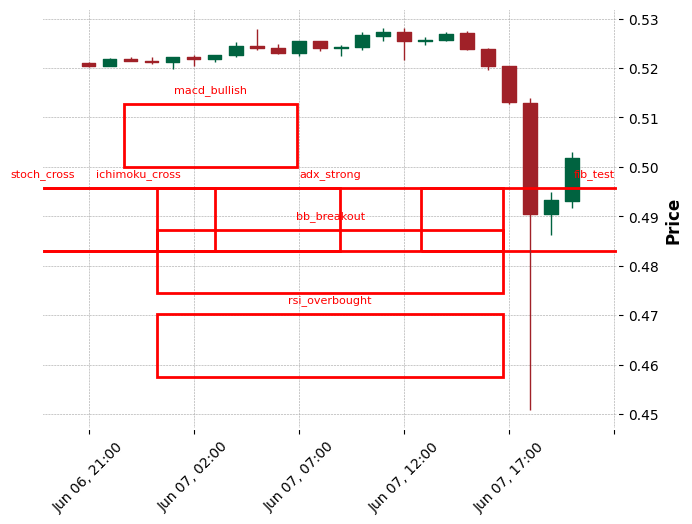 0.53
0.52
macd_bullish
0.51
0.50
stoch_cross ichimoku_cross adx_strong fib_test
0.49
bb_breakout
Price
0.48
0.47
rsi_overbought
0.46
0.45
Jun 06, 21:00
Jun 07, 02:00
Jun 07, 07:00
Jun 07, 12:00
Jun 07, 17:00